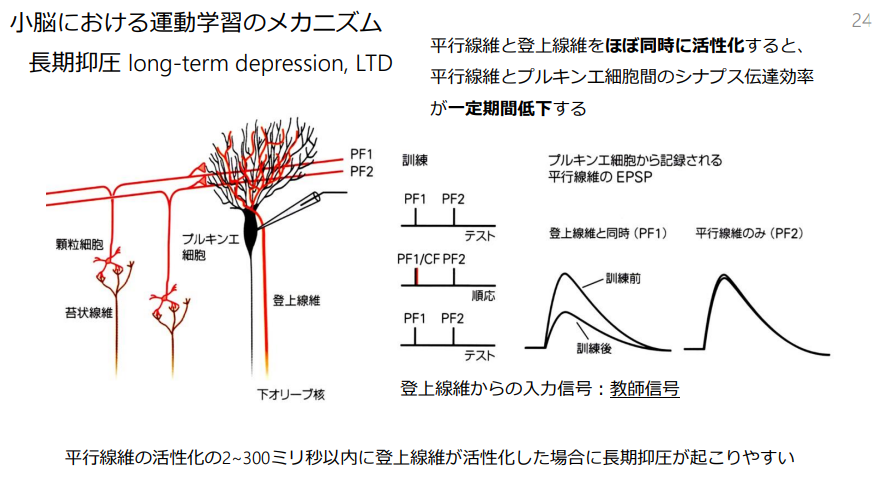 小脳における運動学習のメカニズム
24
長期抑圧 long-term depression, LTD
平行線維と登上線維をほぼ同時に活性化すると、
平行線維とプルキンエ細胞間のシナプス伝達効率
が一定期間低下する
PF1
PF2
顆粒細胞
プルキンエ
細胞
苔状線維
登上線維
下オリーブ核
訓練
PF1 PF2
テスト
PF1/CF PF2
順応
PF1 PF2
テスト
プルキンエ細胞から記録される
平行線維の EPSP
登上線維と同時(PF1)
平行線維のみ(PF2)
訓練前
訓練後
登上線維からの入力信号：教師信号
平行線維の活性化の2~300ミリ秒以内に登上線維が活性化した場合に長期抑圧が起こりやすい